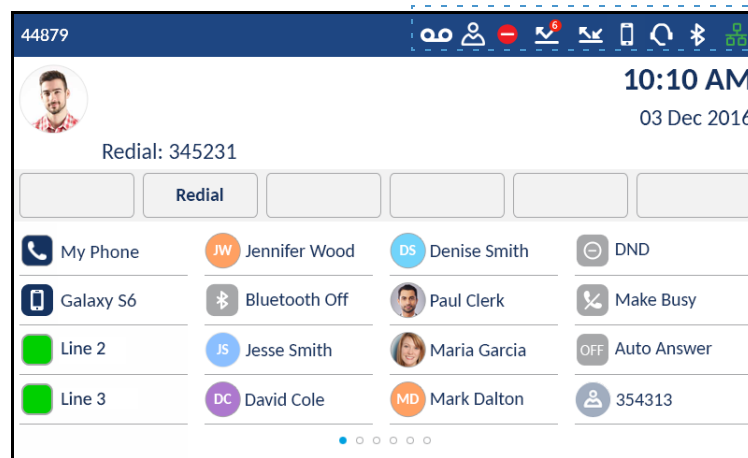 44879
6
10:10 AM
03 Dec 2016
Redial: 345231
Redial
My Phone
JW Jennifer Wood
DS Denise Smith
DND
Galaxy S6
Bluetooth Off
Paul Clerk
Make Busy
Line 2
JS Jesse Smith
Maria Garcia
OFF Auto Answer
Line 3
DC David Cole
MD Mark Dalton
354313